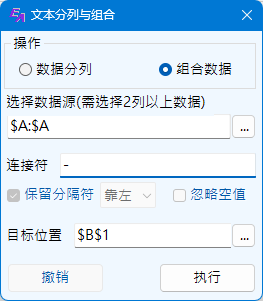 文本分列与组合
操作
数据分列
組合数据
选择数据源(需选择2列以上数据)
$A:$A
...
连接符
-
保留分隔符
靠左
忽略空值
目标位置
$B$1
...
撤销
执行